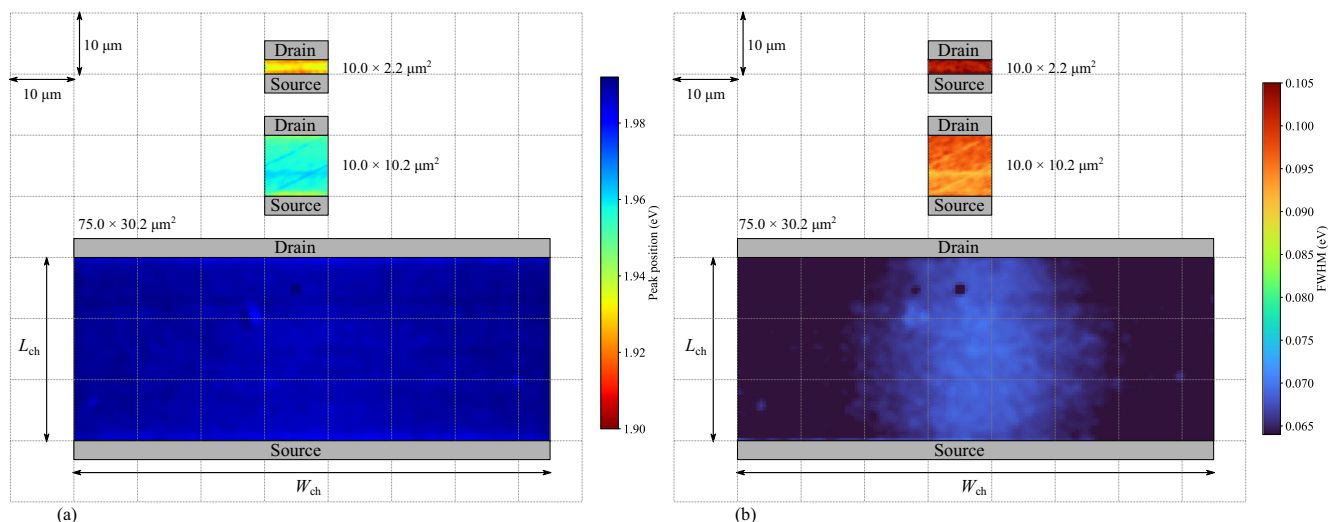 10 μm
10 μm
Drain
10.0 × 2.2 μm²
Source
Drain
10.0 × 10.2 μm²
Source
75.0 × 30.2 μm²
Drain
L_ch
Source
W_ch
(a)
1.98
1.96
1.94
1.92
1.90
Peak position (eV)
10 μm
10 μm
Drain
10.0 × 2.2 μm²
Source
Drain
10.0 × 10.2 μm²
Source
75.0 × 30.2 μm²
Drain
L_ch
Source
W_ch
(b)
0.105
0.100
0.095
0.090
0.085
0.080
0.075
0.070
0.065
FWHM (eV)